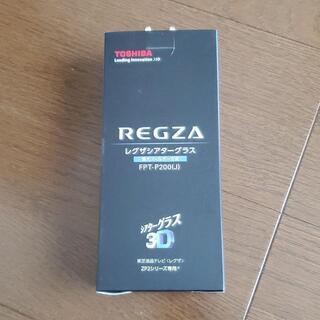 TOSHIBA
Leading Innovation >>>
REGZA
レグザシアターグラス
FPT-P200(J)
シアターグラス
3D
東芝液晶テレビ〈レグザ〉
ZP2シリーズ専用*